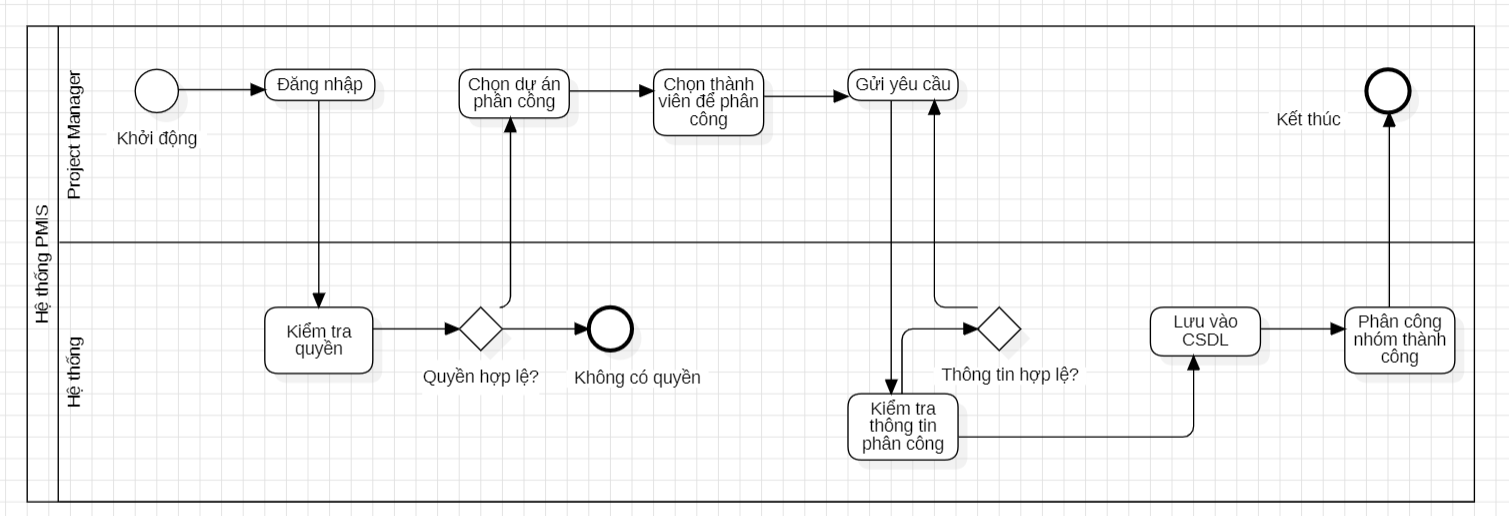 Hệ thống PMIS
Project Manager
Khởi động
Đăng nhập
Chọn dự án
phân công
Chọn thành
viên để phân
công
Gửi yêu cầu
Kết thúc
Hệ thống
Kiểm tra
quyền
Quyền hợp lệ?
Không có quyền
Kiểm tra
thông tin
phân công
Thông tin hợp lệ?
Lưu vào
CSDL
Phân công
nhóm thành
công